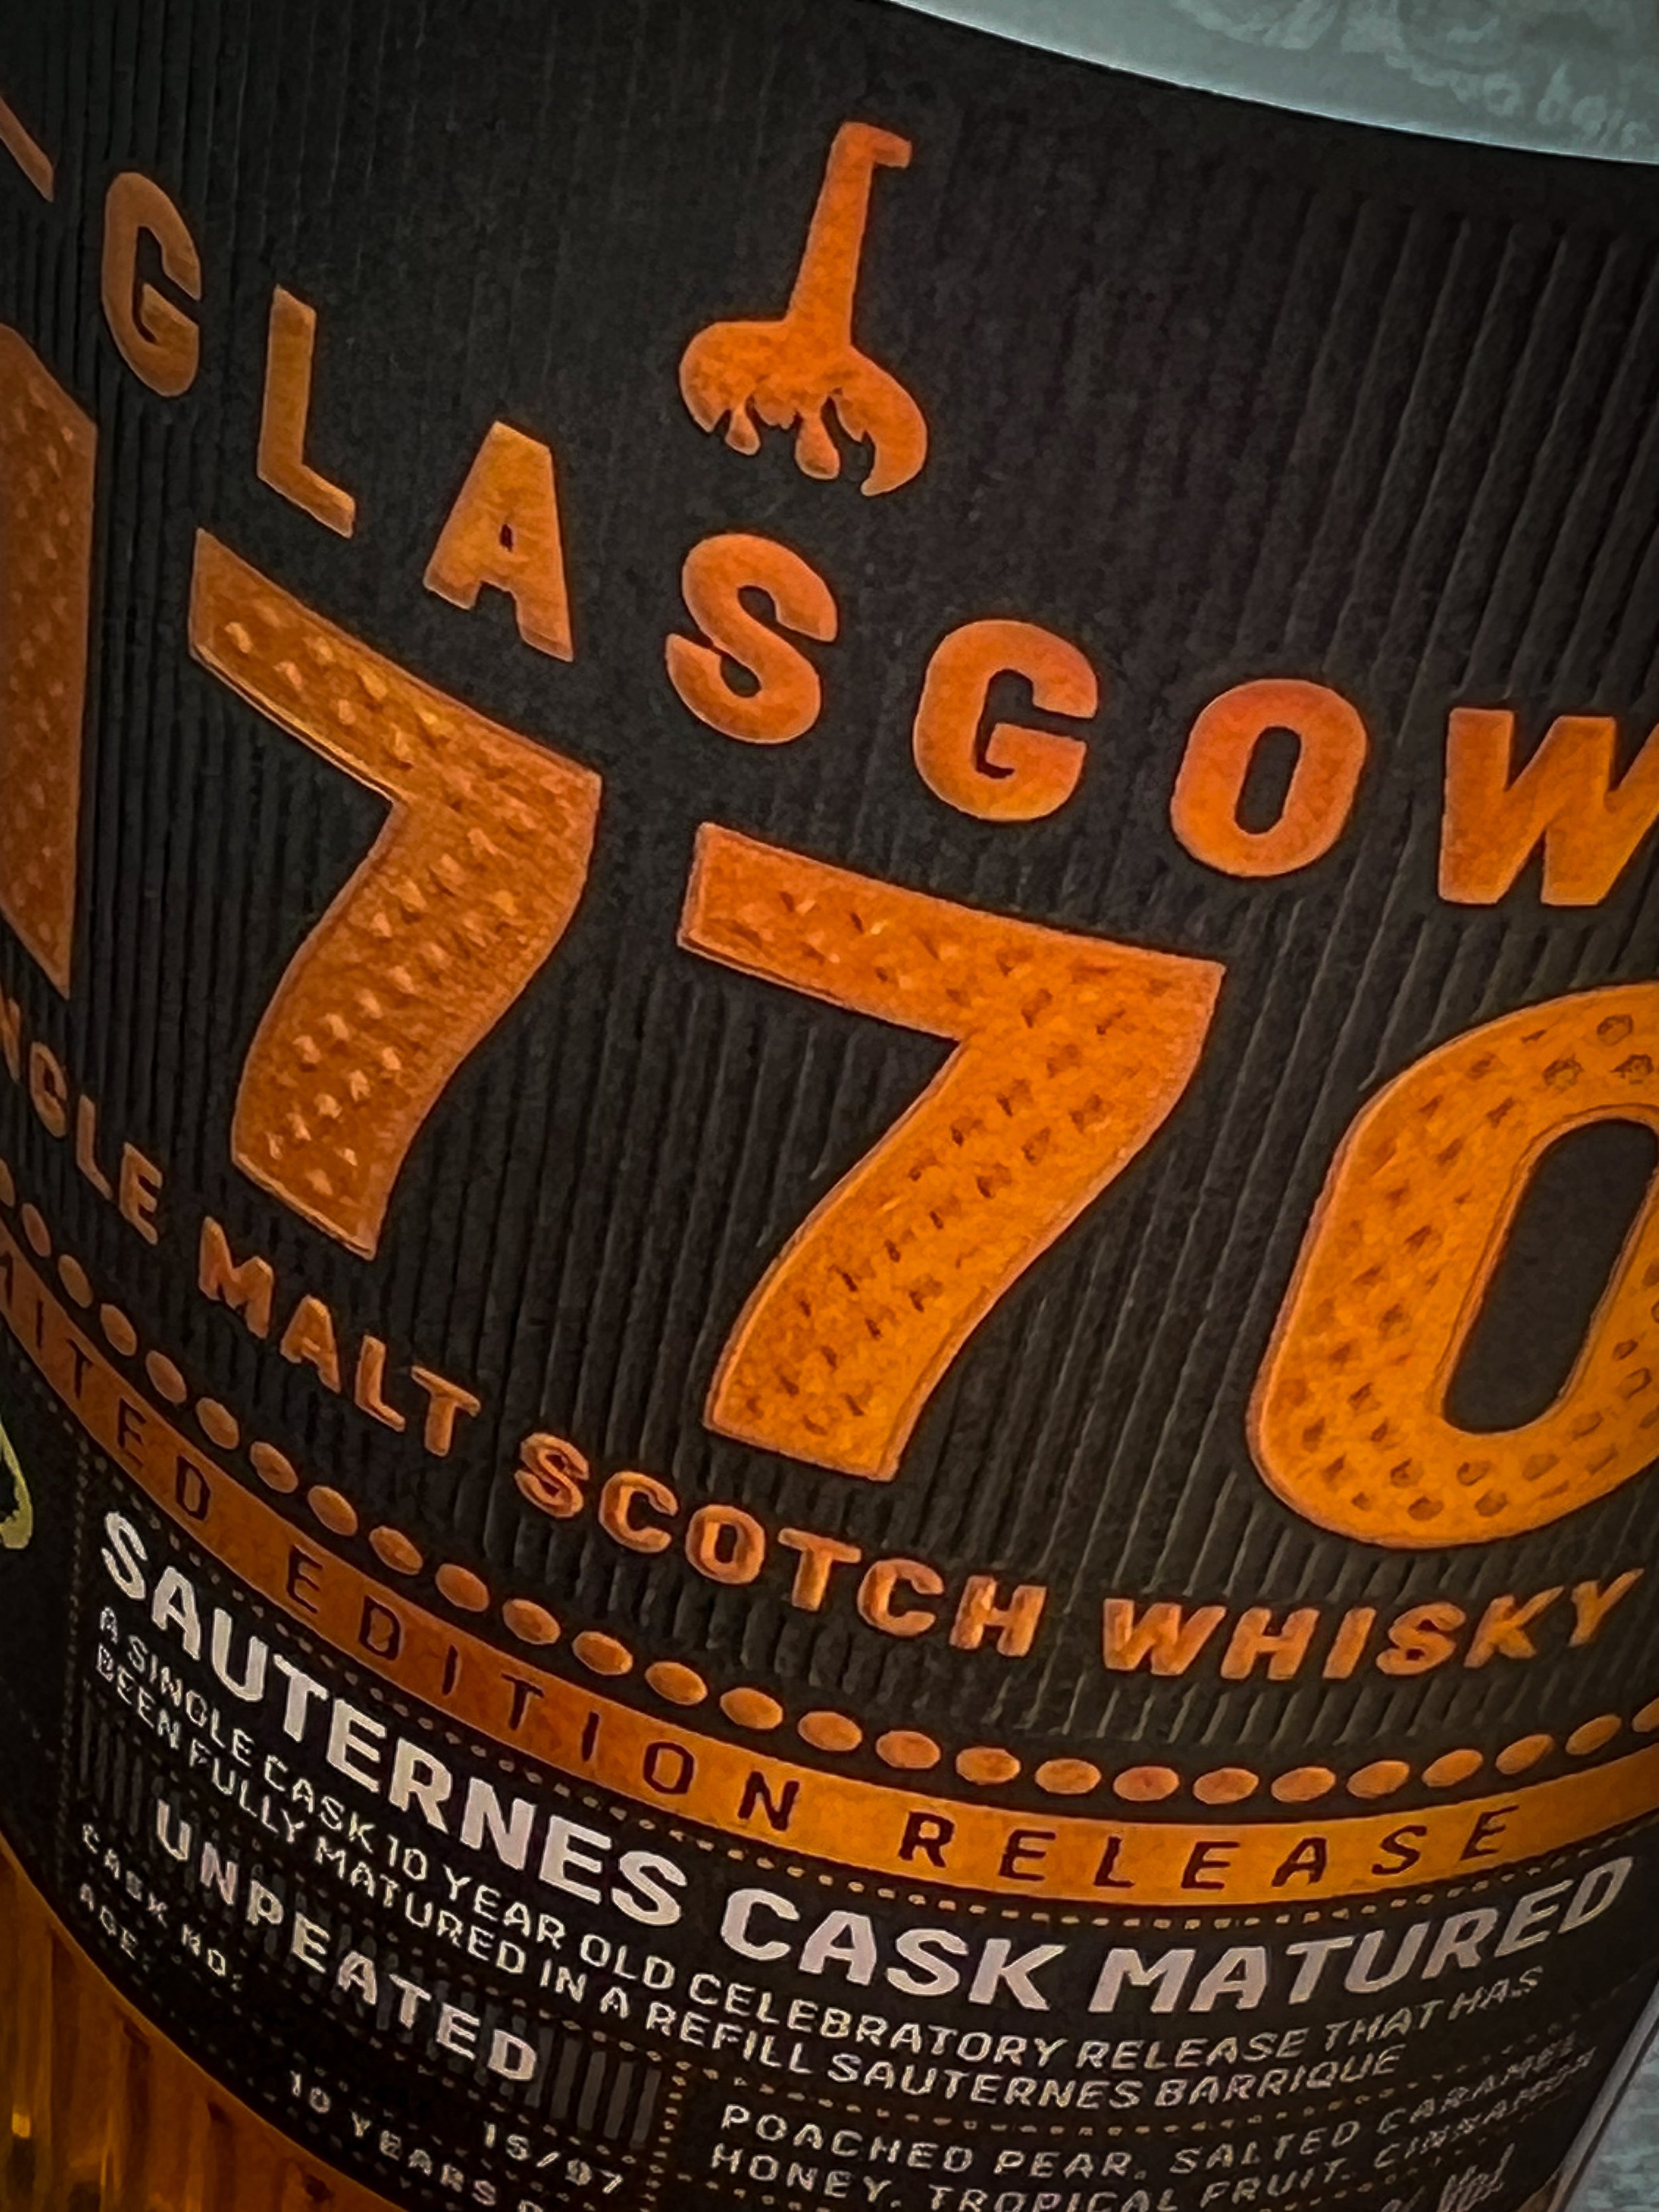 GLASGOW
1770
NGLE MALT SCOTCH WHISKY
MITED EDITION RELEASE
SAUTERNES CASK MATURED
A SINGLE CASK 10 YEAR OLD CELEBRATORY RELEASE THAT HAS
BEEN FULLY MATURED IN A REFILL SAUTERNES BARRIQUE
UNPEATED
CASK NO: 15/97
AGE: 10 YEARS
POACHED PEAR, SALTED CARAMEL
HONEY, TROPICAL FRUIT, CINNAMON